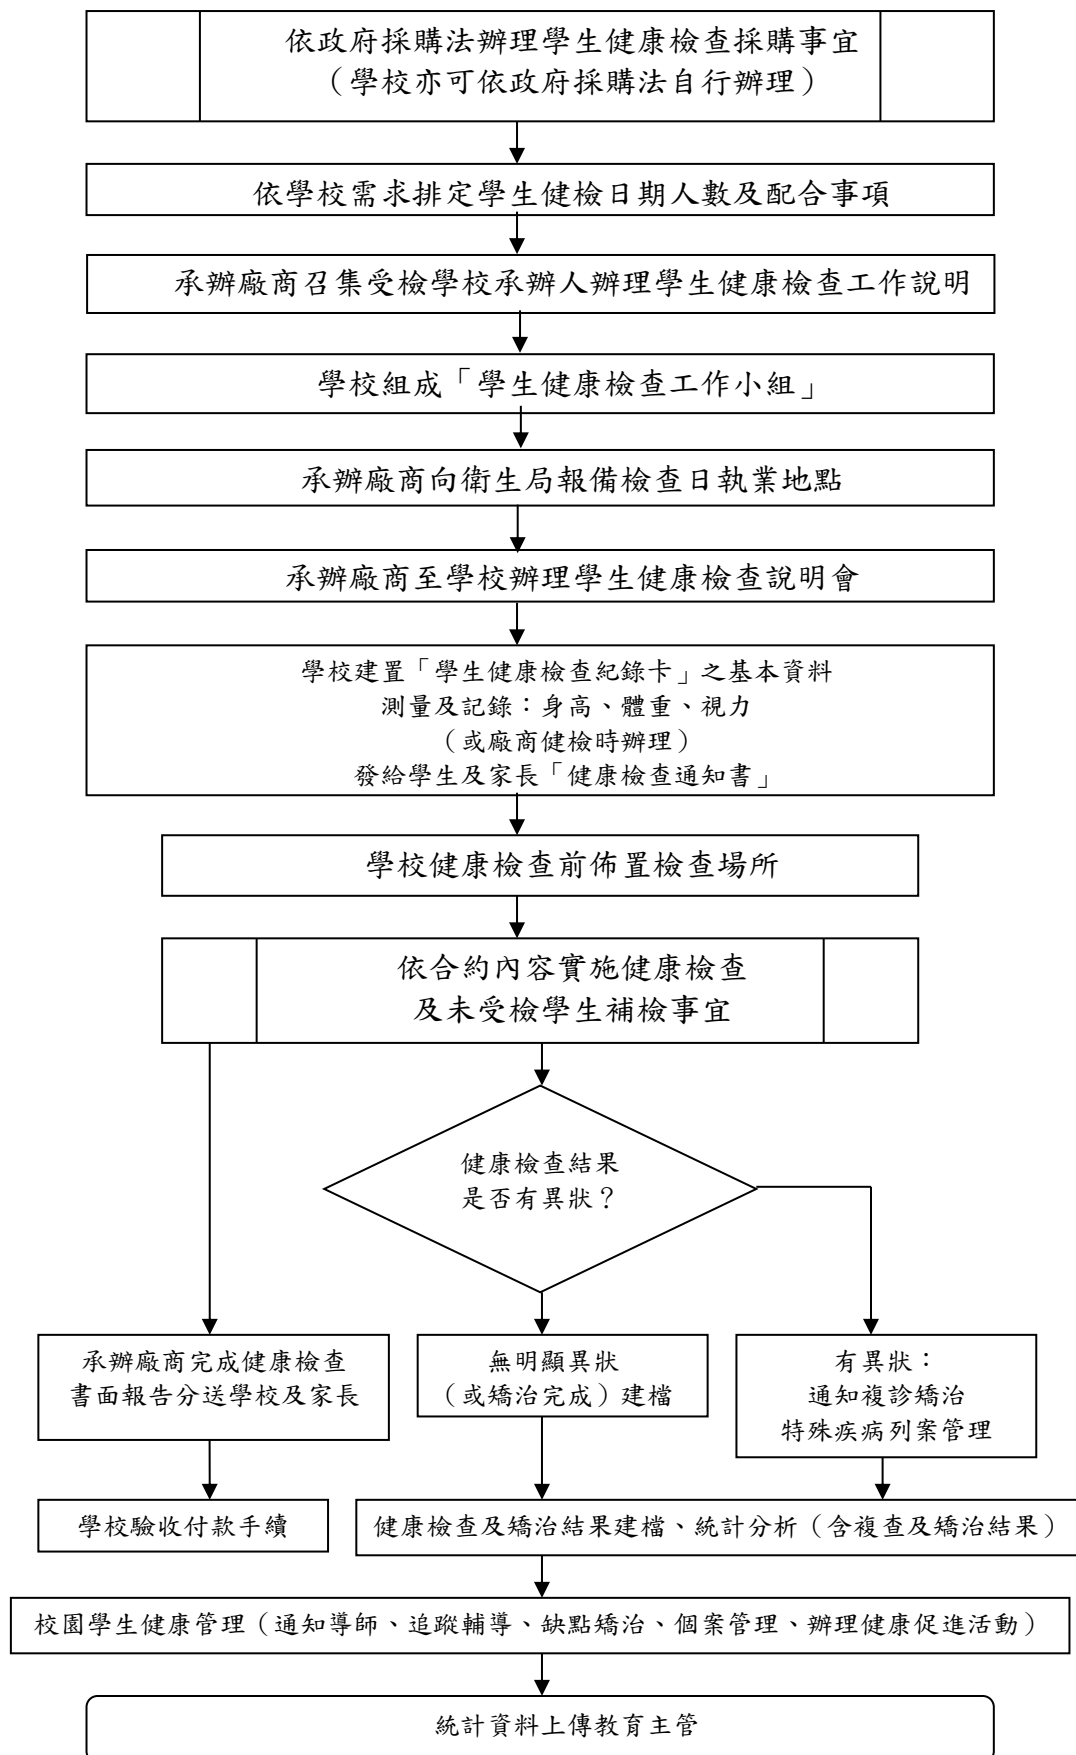 依政府採購法辦理學生健康檢查採購事宜
（學校亦可依政府採購法自行辦理）
依學校需求排定學生健檢日期人數及配合事項
承辦廠商召集受檢學校承辦人辦理學生健康檢查工作說明
學校組成「學生健康檢查工作小組」
承辦廠商向衛生局報備檢查日執業地點
承辦廠商至學校辦理學生健康檢查說明會
學校建置「學生健康檢查紀錄卡」之基本資料
測量及記錄：身高、體重、視力
（或廠商健檢時辦理）
發給學生及家長「健康檢查通知書」
學校健康檢查前佈置檢查場所
依合約內容實施健康檢查
及未受檢學生補檢事宜
健康檢查結果
是否有異狀？
承辦廠商完成健康檢查
書面報告分送學校及家長
無明顯異狀
（或矯治完成）建檔
有異狀：
通知複診矯治
特殊疾病列案管理
學校驗收付款手續
健康檢查及矯治結果建檔、統計分析（含複查及矯治結果）
校園學生健康管理（通知導師、追蹤輔導、缺點矯治、個案管理、辦理健康促進活動）
統計資料上傳教育主管